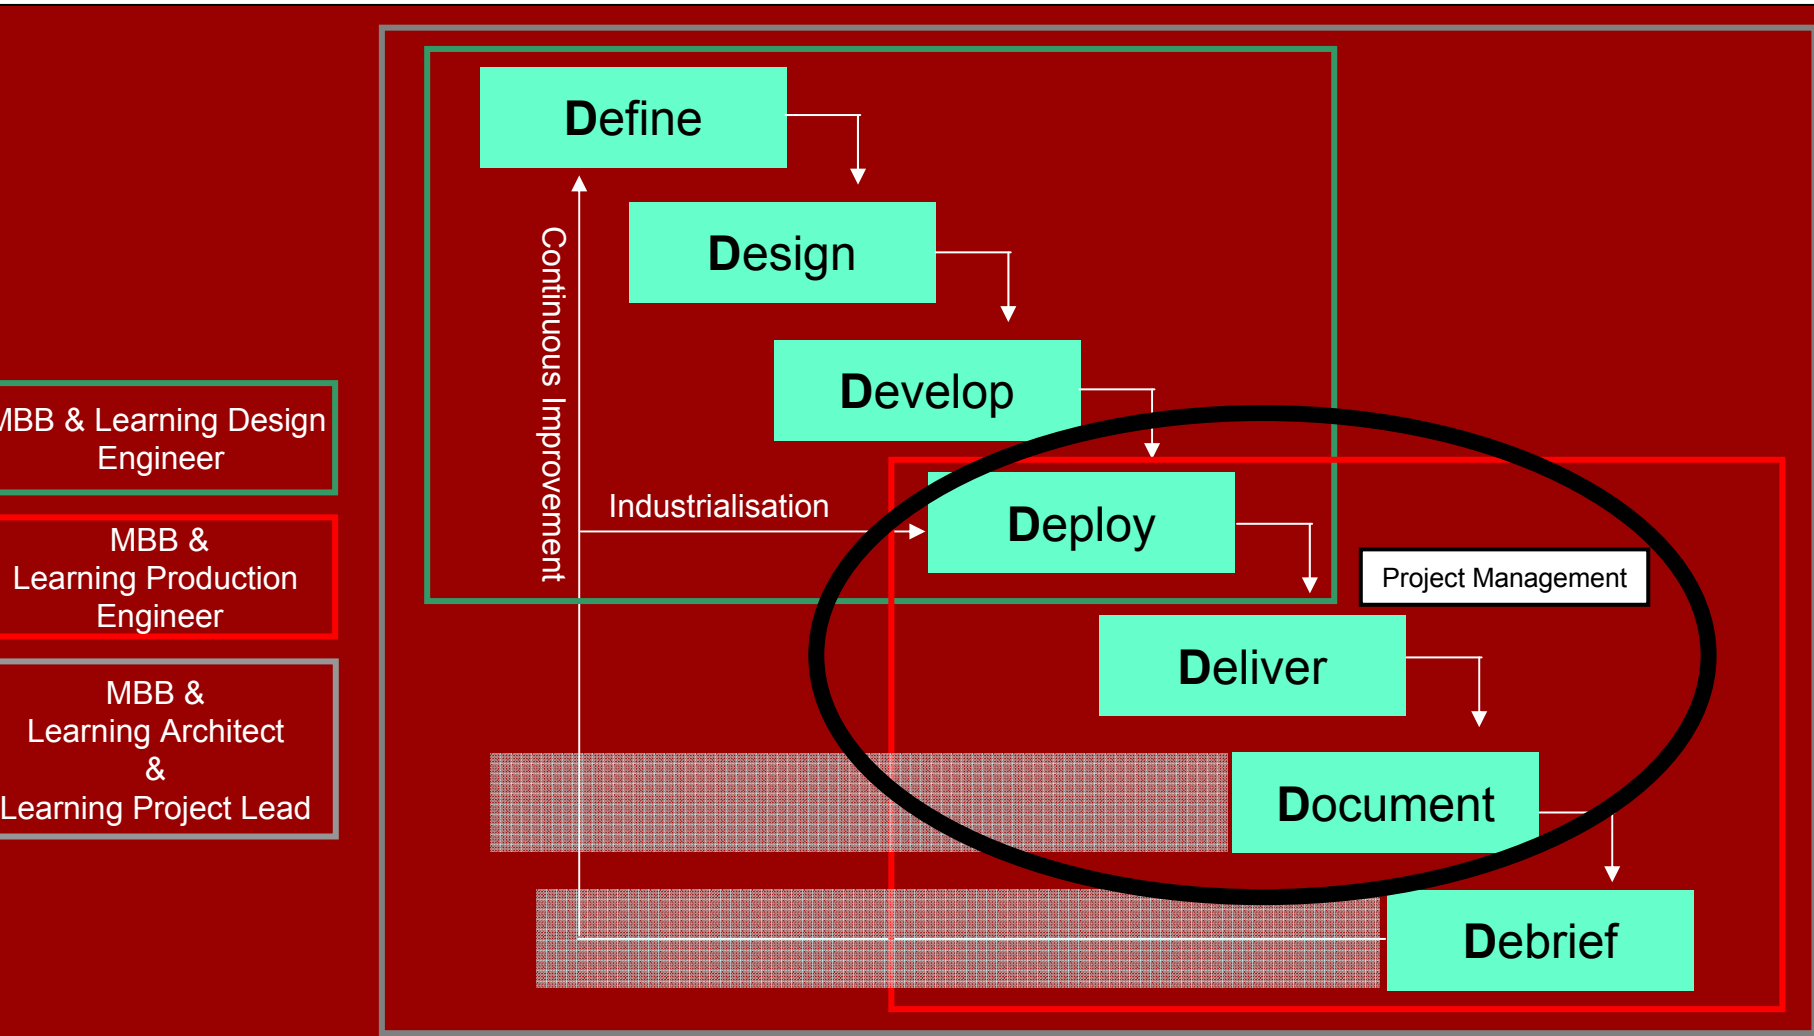 Define
Design
Develop
Continuous Improvement
MBB & Learning Design
Engineer
Industrialisation
Deploy
MBB &
Learning Production
Engineer
Project Management
Deliver
MBB &
Learning Architect
&
Learning Project Lead
Document
Debrief